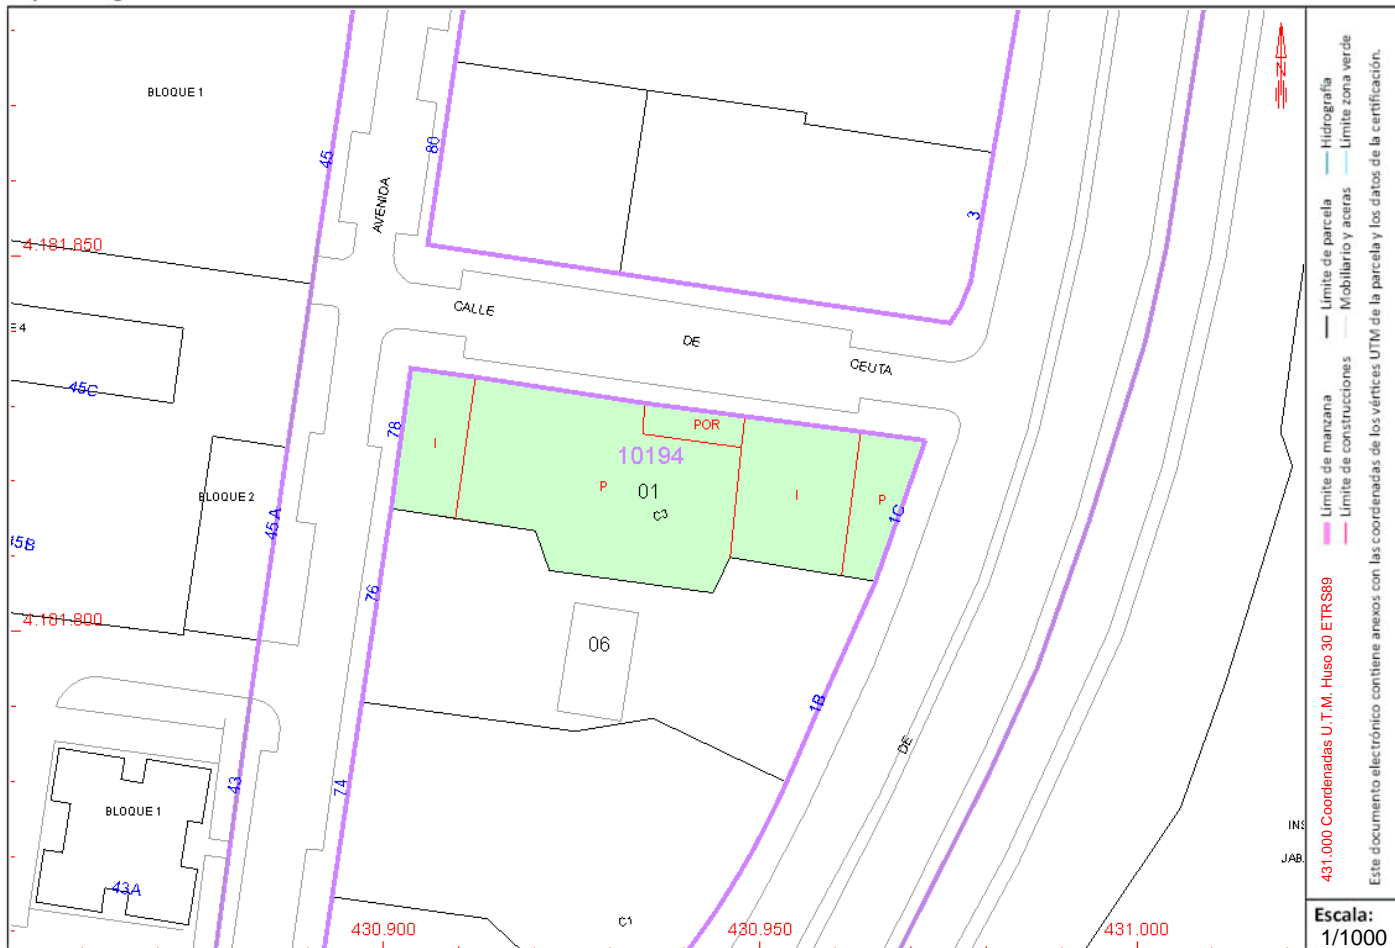 BLOQUE 1
45
80
AVENIDA
3
4.181.850
CALLE
DE
CEUTA
E 4
45C
78
I
POR
10194
P
01
C3
I
P
1C
BLOQUE 2
45 A
45B
76
4.181.800
06
1B
DE
43
74
BLOQUE 1
43A
C1
INS
JAB.
430.900
430.950
431.000
N
Límite de manzana
Límite de parcela
Hidrografía
Límite de construcciones
Mobiliario y aceras
Límite zona verde
431.000 Coordenadas U.T.M. Huso 30 ETRS89
Este documento electrónico contiene anexos con las coordenadas de los vértices UTM de la parcela y los datos de la certificación.
Escala:
1/1000